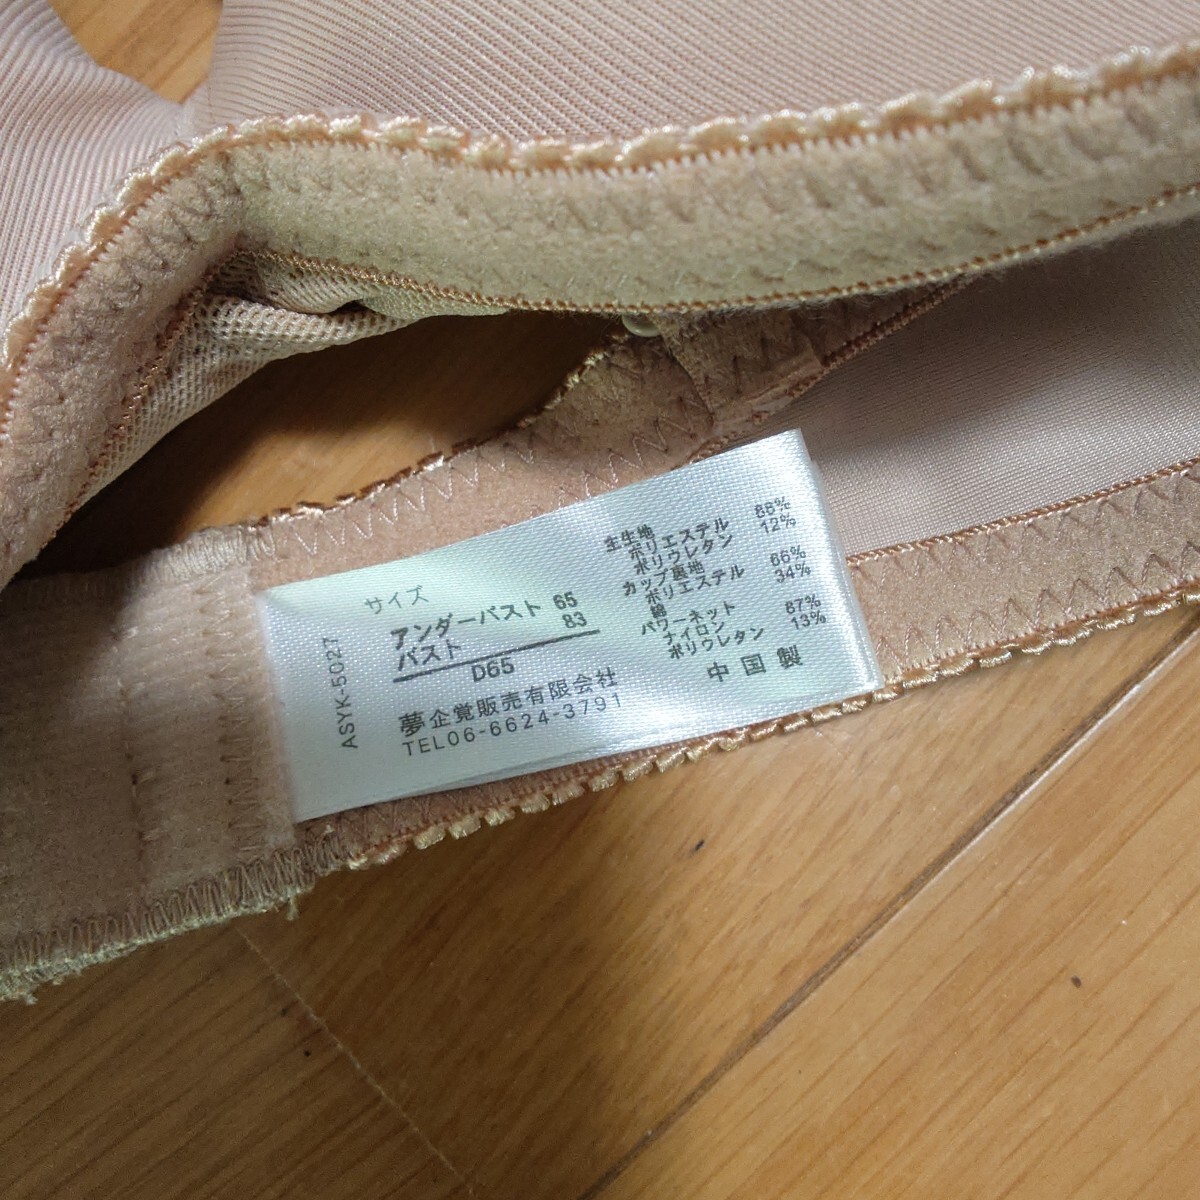 サイズ
アンダーバスト 65
バスト 83
D65
夢企覚販売有限会社
TEL06-6624-3791
ASYK-5027
主生地
ポリエステル 88%
ポリウレタン 12%
カップ裏地
ポリエステル 66%
綿 34%
パワーネット
ナイロン 87%
ポリウレタン 13%
中国製